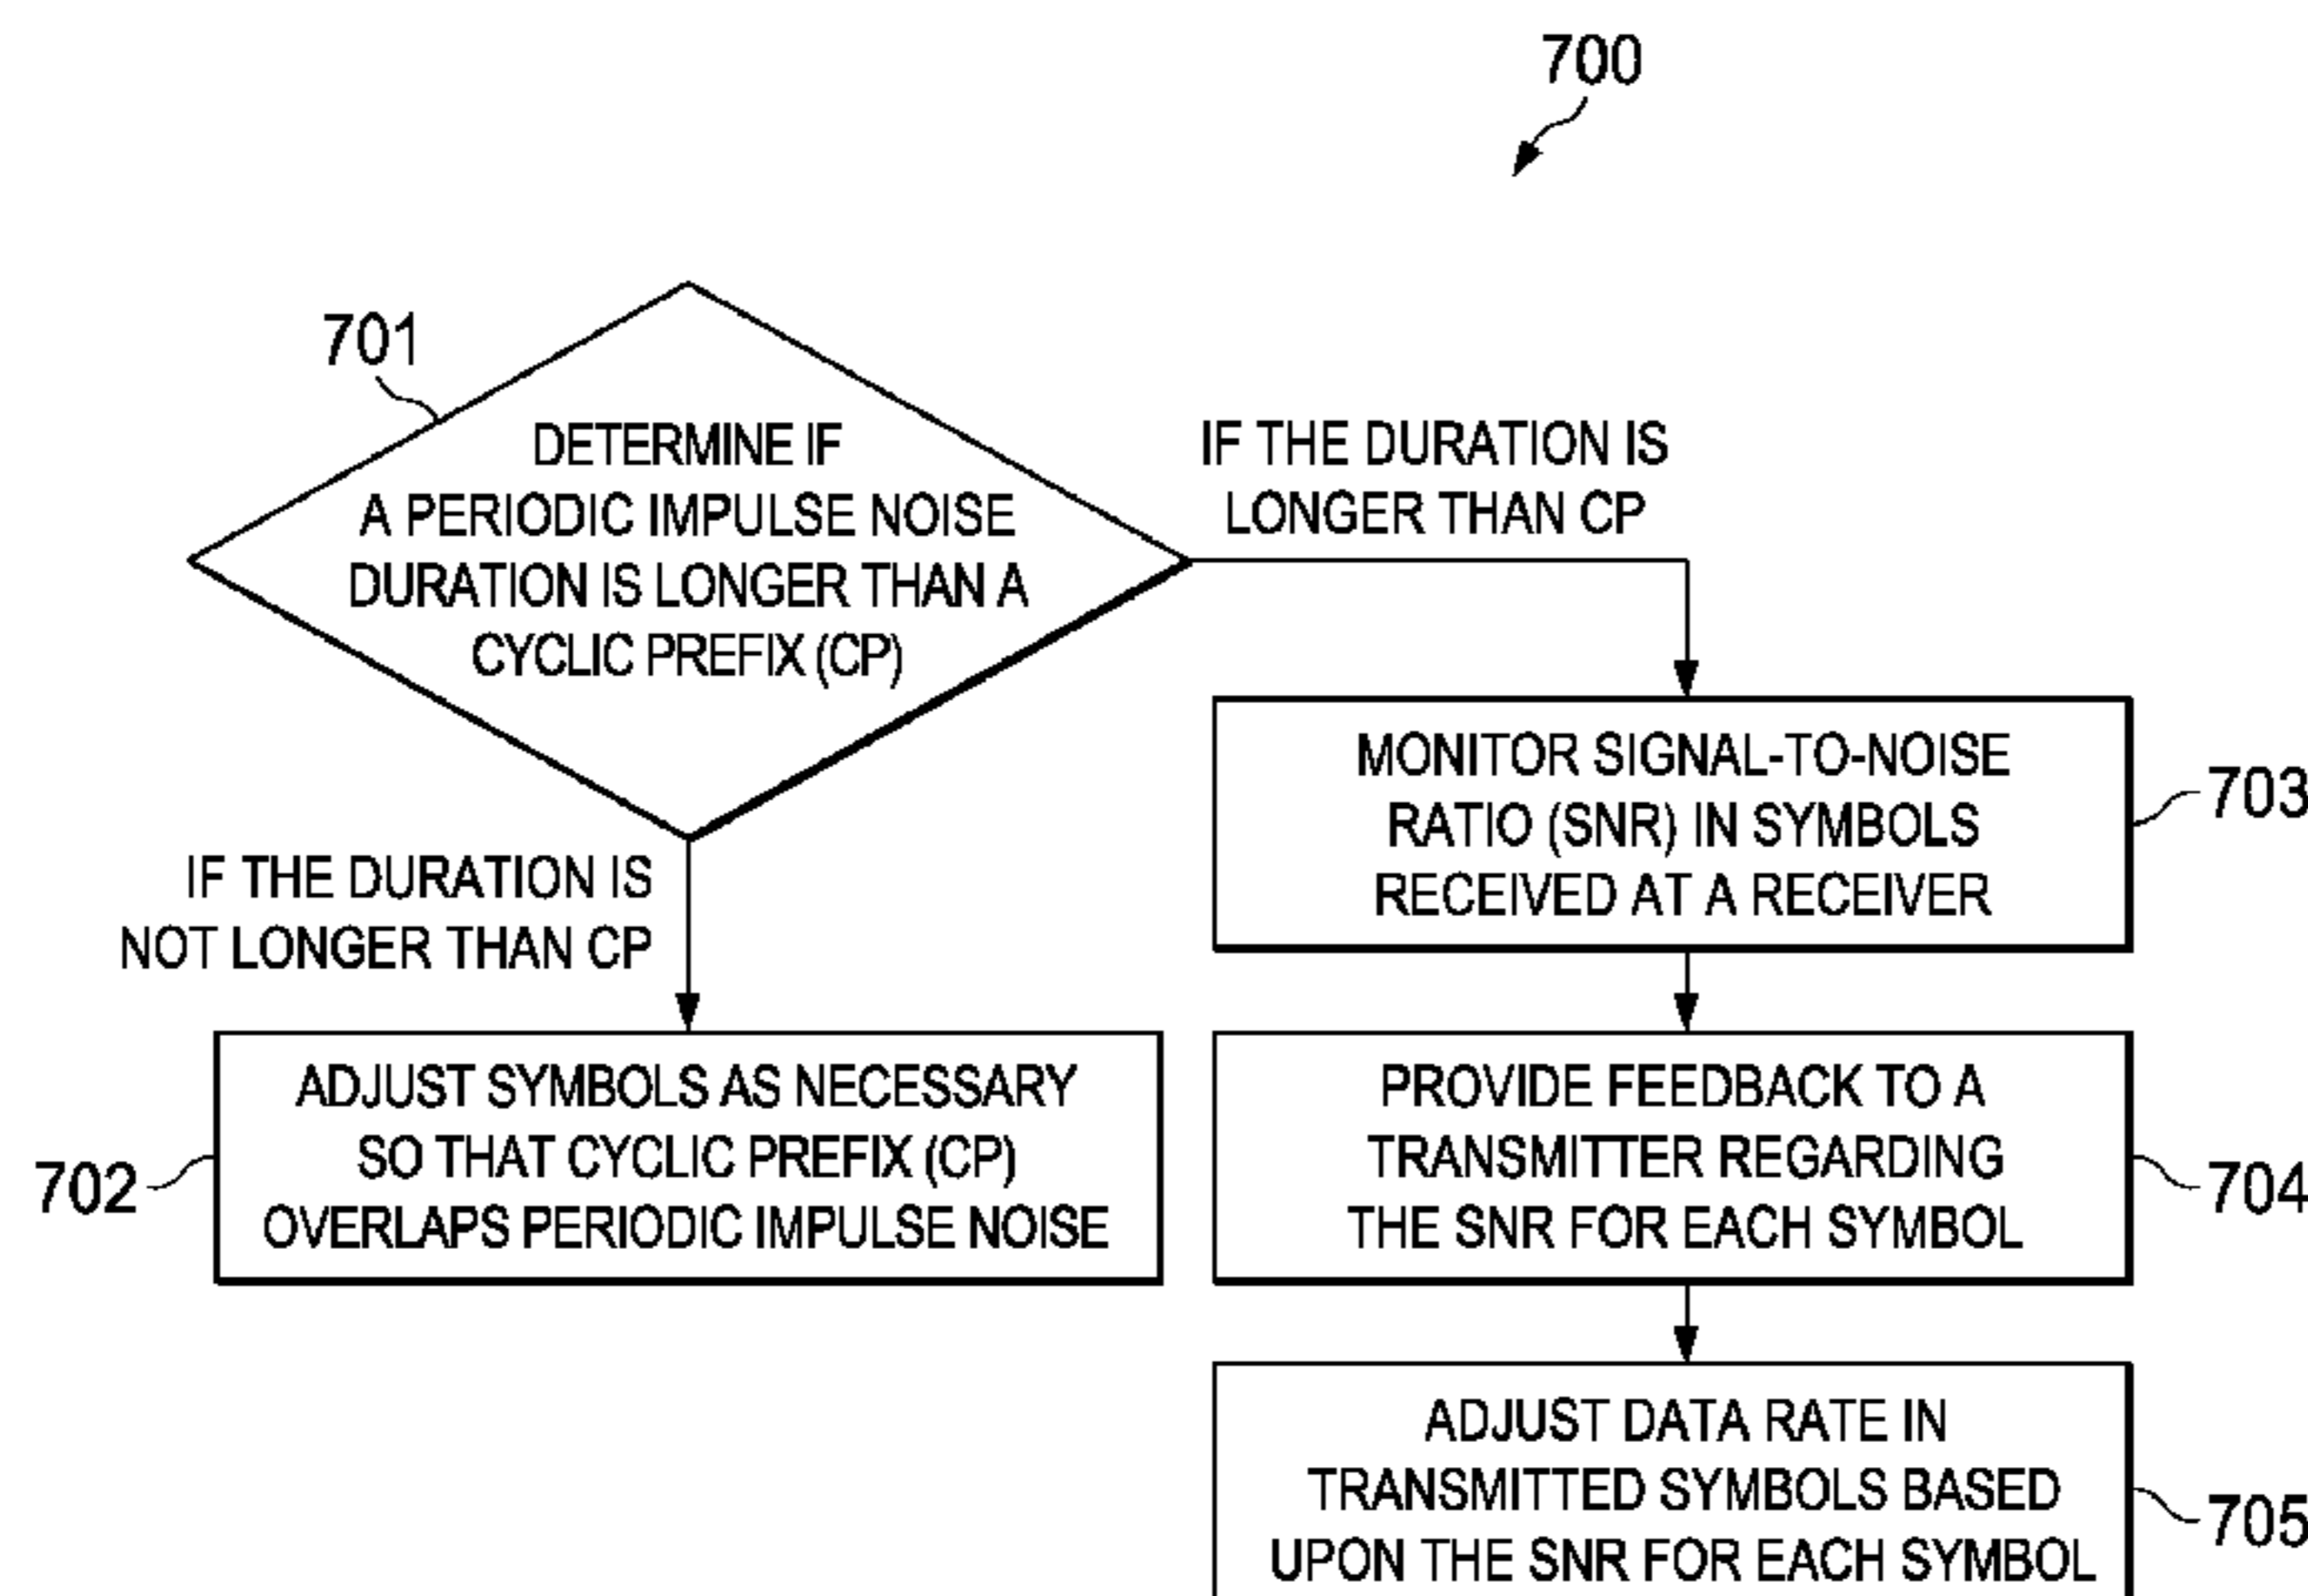 700
701
DETERMINE IF
A PERIODIC IMPULSE NOISE
DURATION IS LONGER THAN A
CYCLIC PREFIX (CP)
IF THE DURATION IS
LONGER THAN CP
IF THE DURATION IS
NOT LONGER THAN CP
702
ADJUST SYMBOLS AS NECESSARY
SO THAT CYCLIC PREFIX (CP)
OVERLAPS PERIODIC IMPULSE NOISE
MONITOR SIGNAL-TO-NOISE
RATIO (SNR) IN SYMBOLS
RECEIVED AT A RECEIVER
703
PROVIDE FEEDBACK TO A
TRANSMITTER REGARDING
THE SNR FOR EACH SYMBOL
704
ADJUST DATA RATE IN
TRANSMITTED SYMBOLS BASED
UPON THE SNR FOR EACH SYMBOL
705